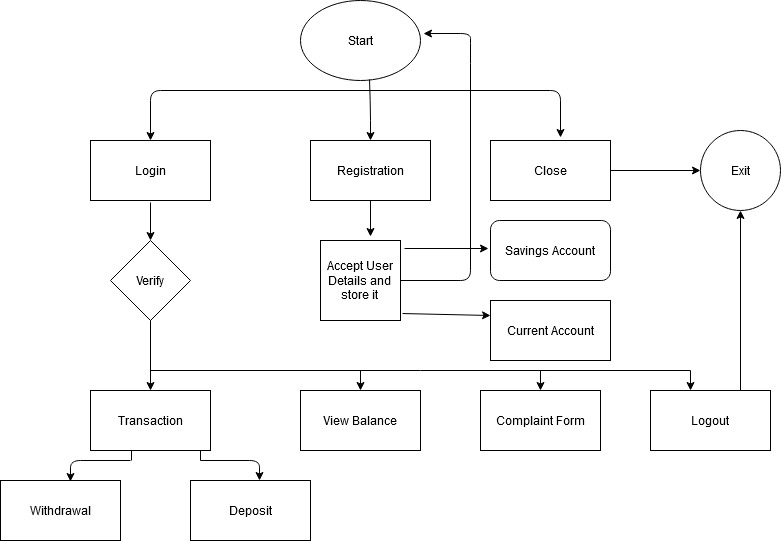 Start
Login
Registration
Close
Exit
Verify
Accept User
Details and
store it
Savings Account
Current Account
Transaction
View Balance
Complaint Form
Logout
Withdrawal
Deposit